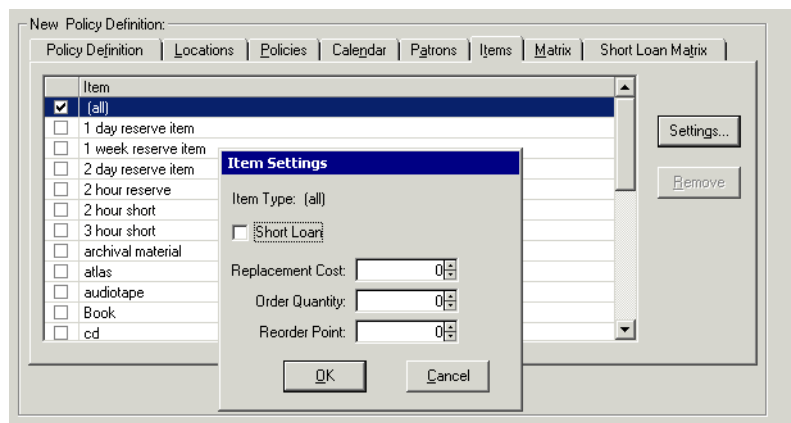 New Policy Definition:
Policy Definition Locations Policies Calendar Patrons Items Matrix Short Loan Matrix
Item
(all)
1 day reserve item
1 week reserve item
2 day reserve item
2 hour reserve
2 hour short
3 hour short
archival material
atlas
audiotape
Book
cd
Settings...
Remove
Item Settings
Item Type: (all)
Short Loan
Replacement Cost: 0
Order Quantity: 0
Reorder Point: 0
OK Cancel